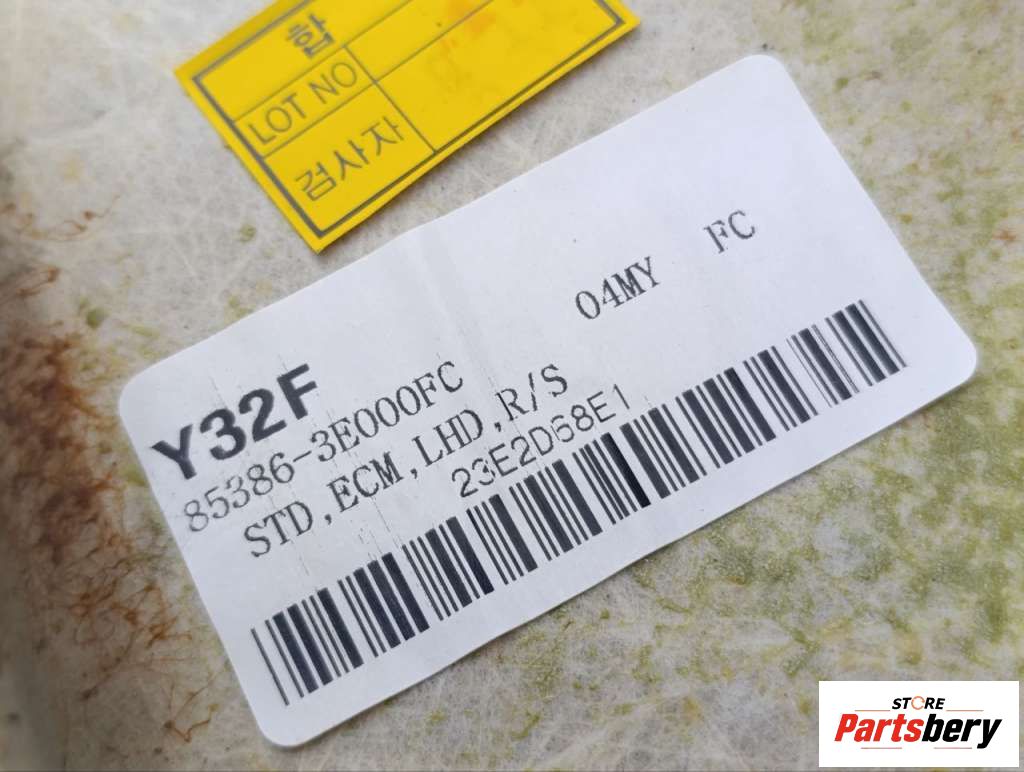 합
LOT NO
검사자
04MY FC
Y32F
85386-3E000FC
STD,ECM,LHD,R/S
23E2D68E1
STORE
Partsbery